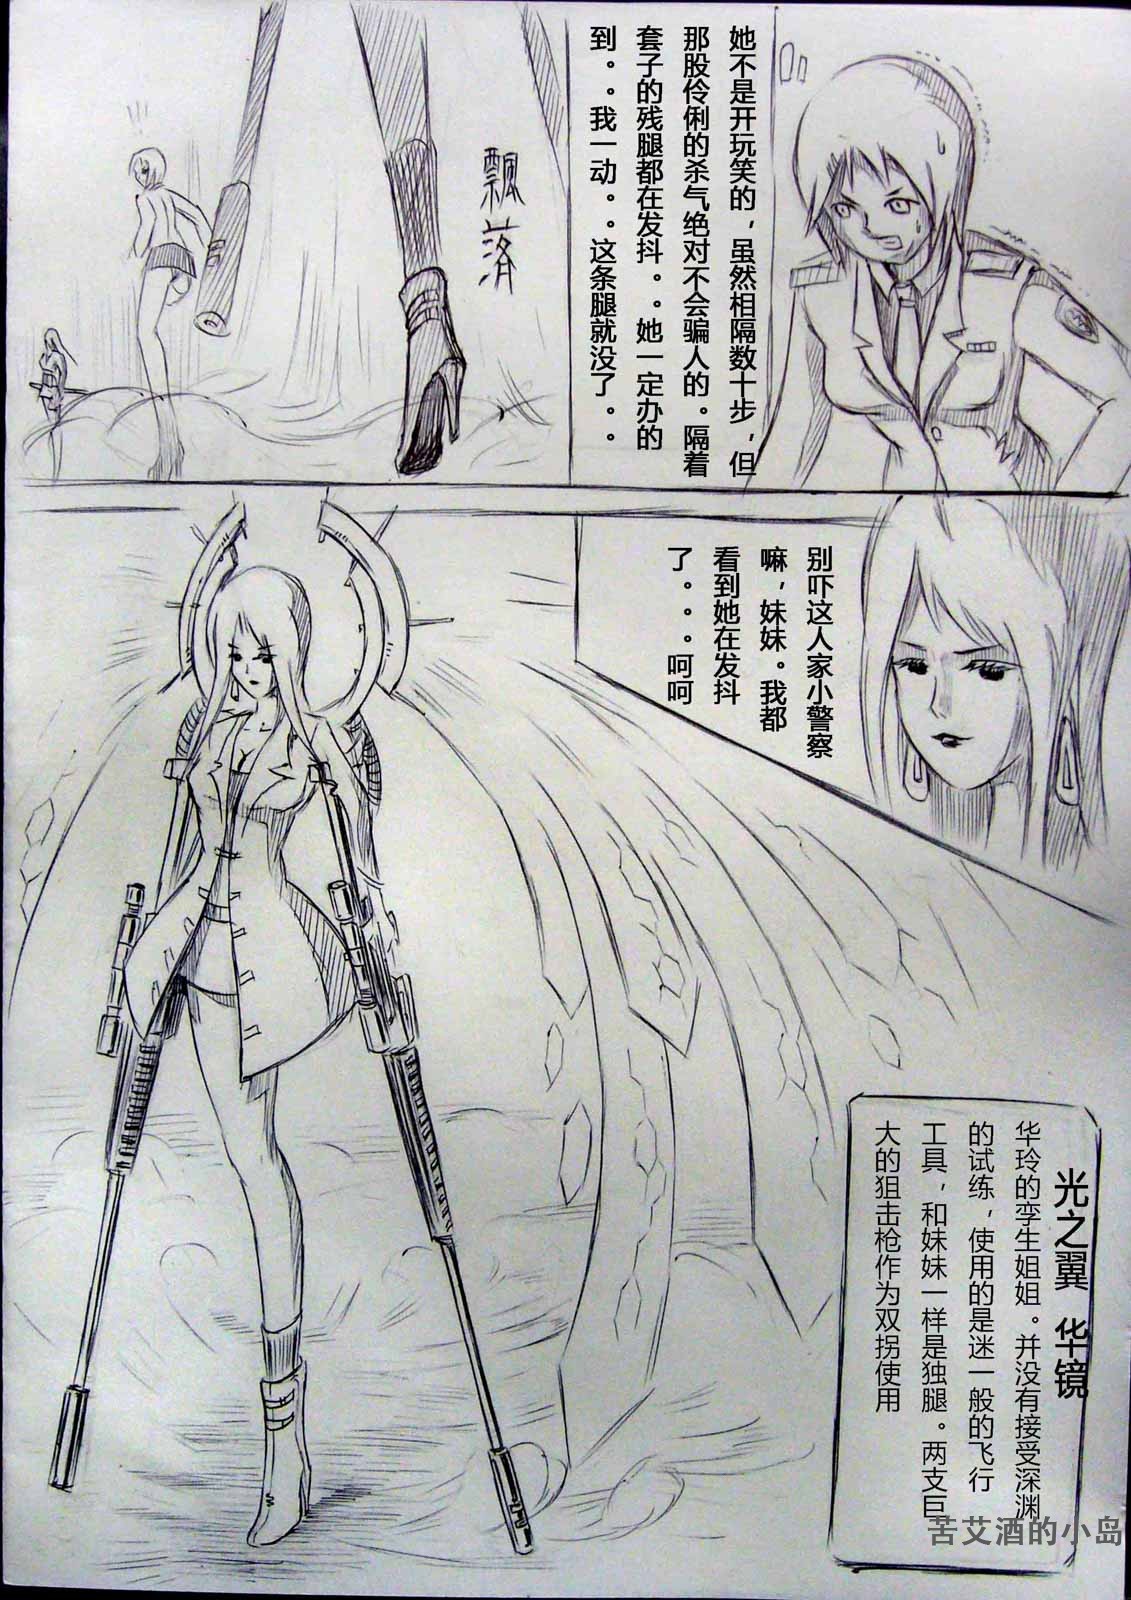 她不是开玩笑的，虽然相隔数十步，但
那股伶俐的杀气绝对不会骗人的。隔着
套子的残腿都在发抖。。她一定办的
到。。我一动。。这条腿就没了。。
飘落
别吓这人家小警察
嘛，妹妹。我都
看到她在发抖
了。。。呵呵
光之翼 华镜
华玲的孪生姐姐。并没有接受深渊
的试练，使用的是迷一般的飞行
工具，和妹妹一样是独腿。两支巨
大的狙击枪作为双拐使用
苦艾酒的小岛